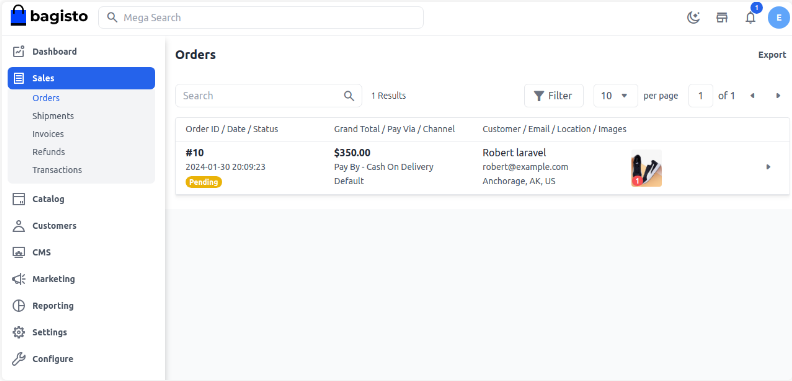 bagisto
Mega Search
1
E
Dashboard
Sales
Orders
Shipments
Invoices
Refunds
Transactions
Catalog
Customers
CMS
Marketing
Reporting
Settings
Configure
Orders
Export
Search
1 Results
Filter
10
per page
1
of 1
Order ID / Date / Status
Grand Total / Pay Via / Channel
Customer / Email / Location / Images
#10
2024-01-30 20:09:23
Pending
$350.00
Pay By - Cash On Delivery
Default
Robert laravel
robert@example.com
Anchorage, AK, US
1